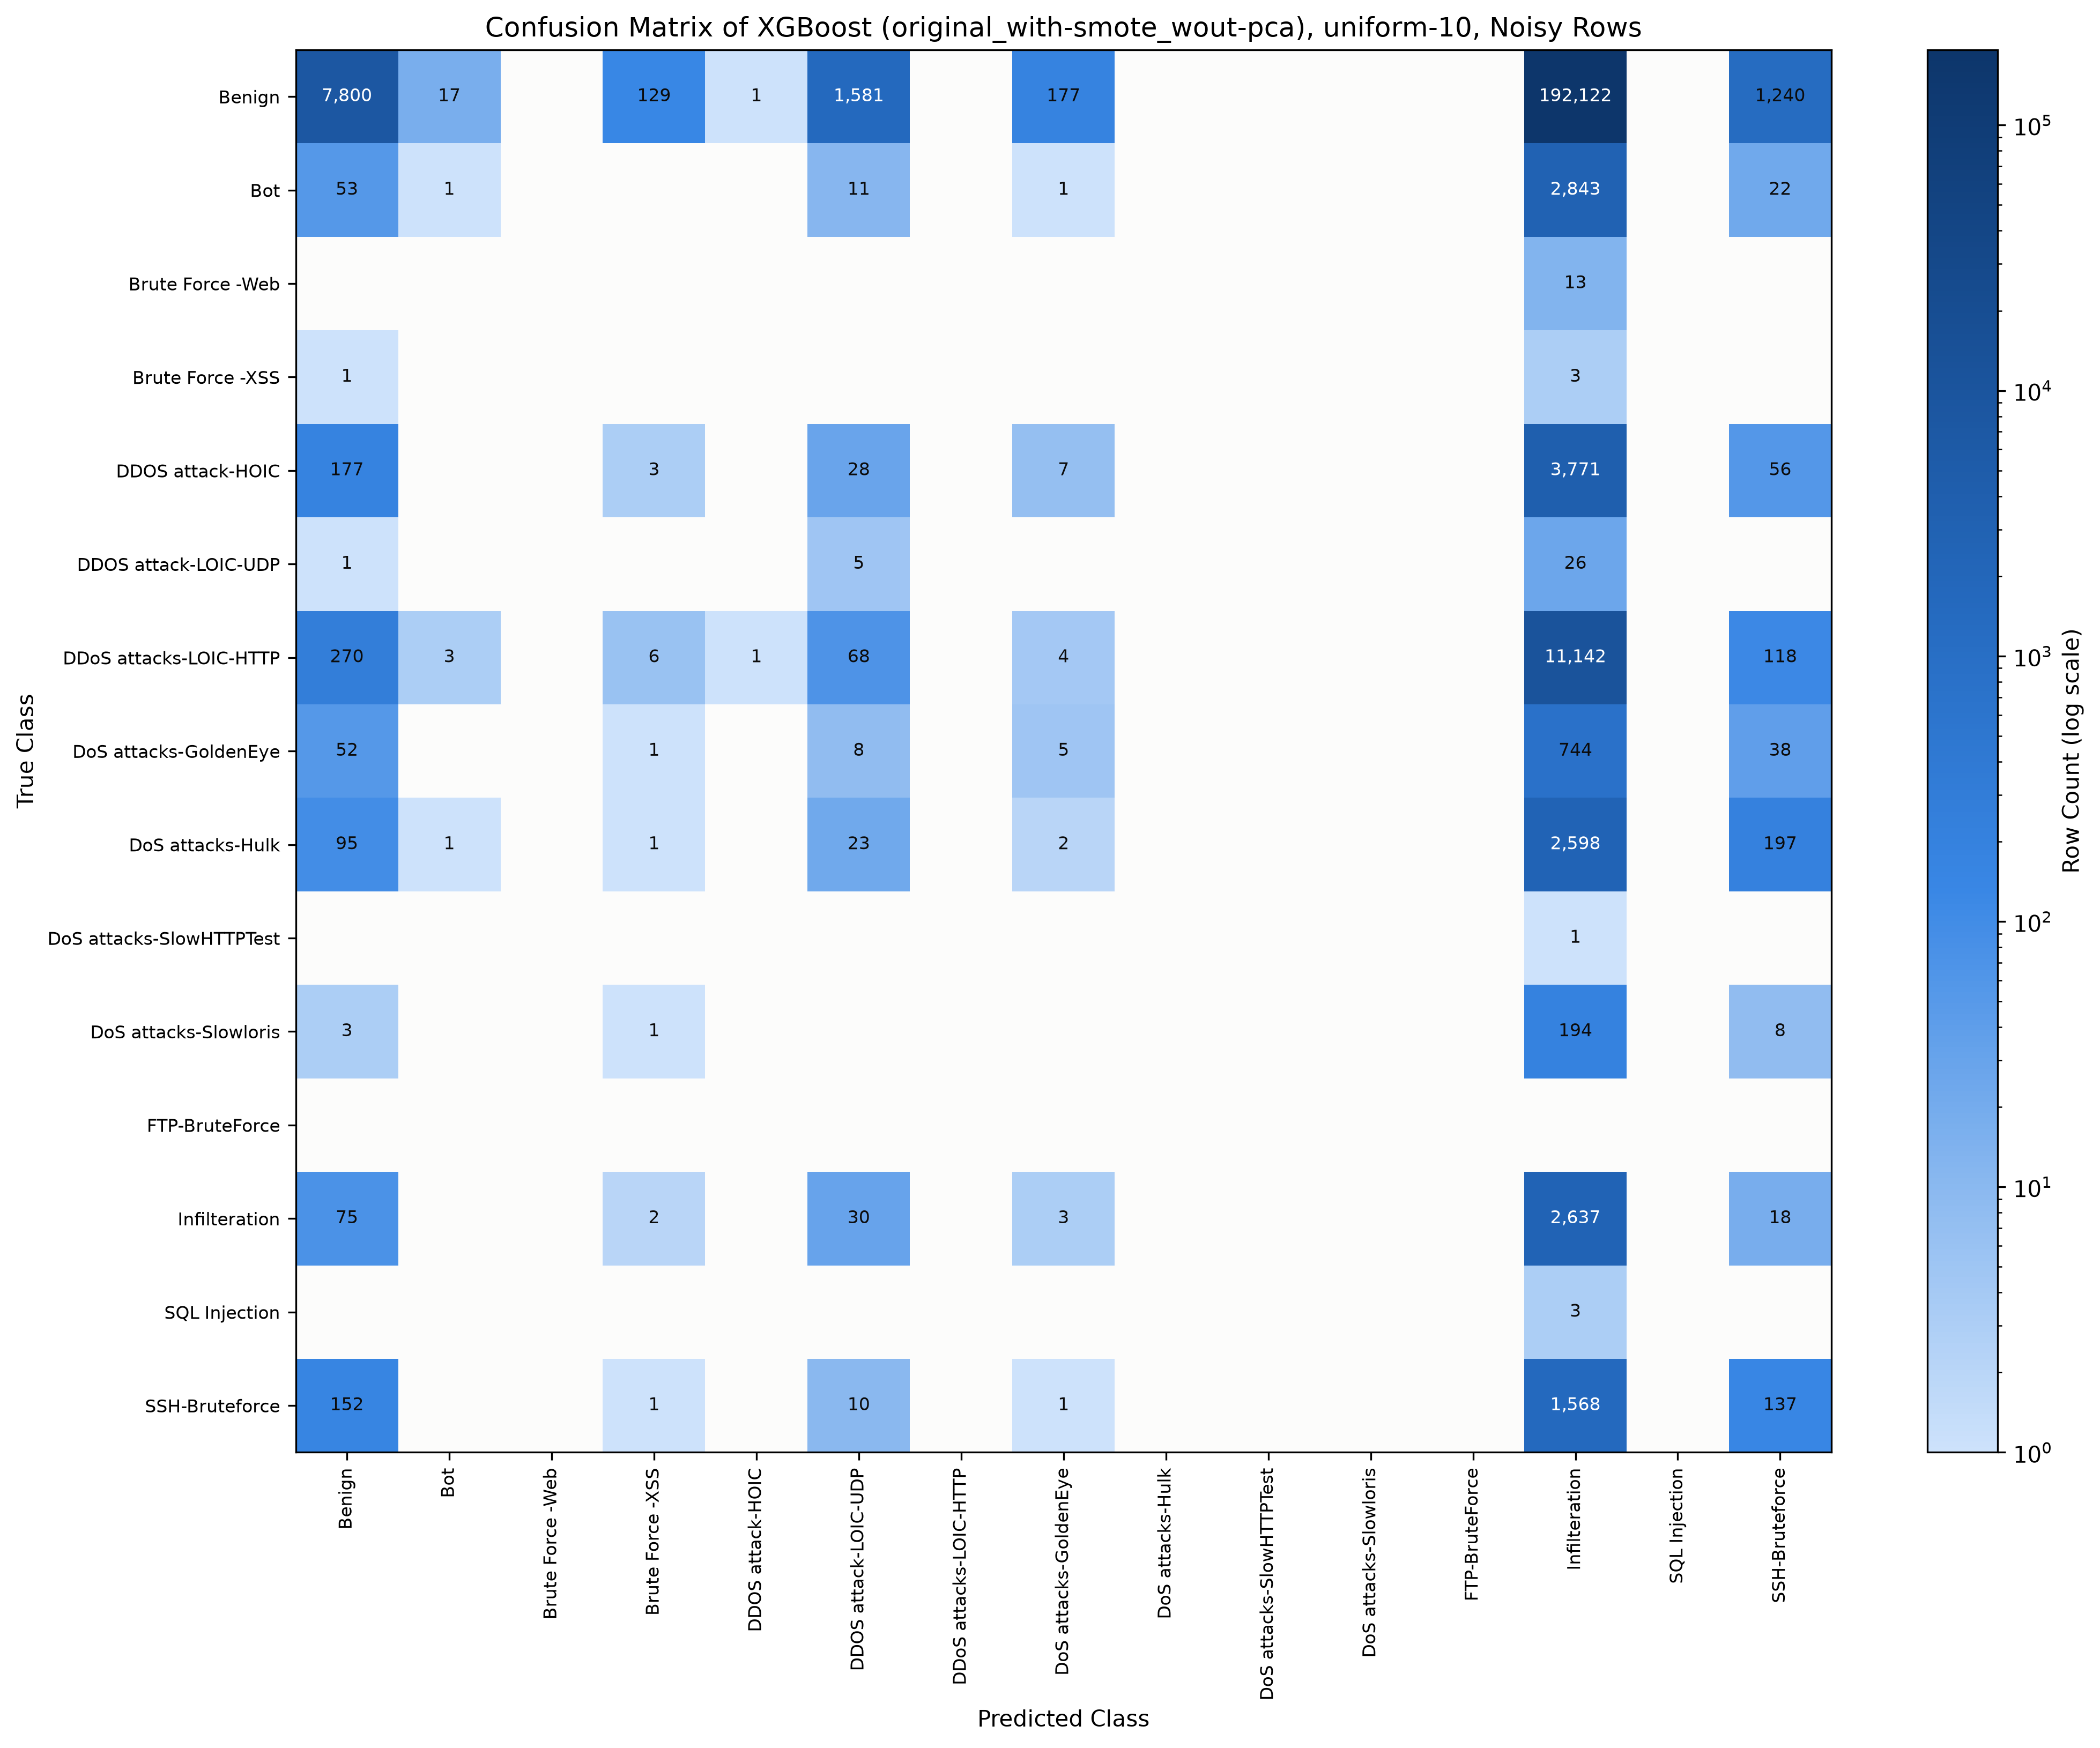 Confusion Matrix of XGBoost (original_with-smote_wout-pca), uniform-10, Noisy Rows
True Class
Benign 7,800 17 129 1 1,581 177 192,122 1,240
Bot 53 1 11 1 2,843 22
Brute Force -Web 13
Brute Force -XSS 1 3
DDOS attack-HOIC 177 3 28 7 3,771 56
DDOS attack-LOIC-UDP 1 5 26
DDoS attacks-LOIC-HTTP 270 3 6 1 68 4 11,142 118
DoS attacks-GoldenEye 52 1 8 5 744 38
DoS attacks-Hulk 95 1 1 23 2 2,598 197
DoS attacks-SlowHTTPTest 1
DoS attacks-Slowloris 3 1 194 8
FTP-BruteForce
Infilteration 75 2 30 3 2,637 18
SQL Injection 3
SSH-Bruteforce 152 1 10 1 1,568 137
Benign
Bot
Brute Force -Web
Brute Force -XSS
DDOS attack-HOIC
DDOS attack-LOIC-UDP
DDoS attacks-LOIC-HTTP
DoS attacks-GoldenEye
DoS attacks-Hulk
DoS attacks-SlowHTTPTest
DoS attacks-Slowloris
FTP-BruteForce
Infilteration
SQL Injection
SSH-Bruteforce
Predicted Class
10⁵
10⁴
10³
10²
10¹
10⁰
Row Count (log scale)